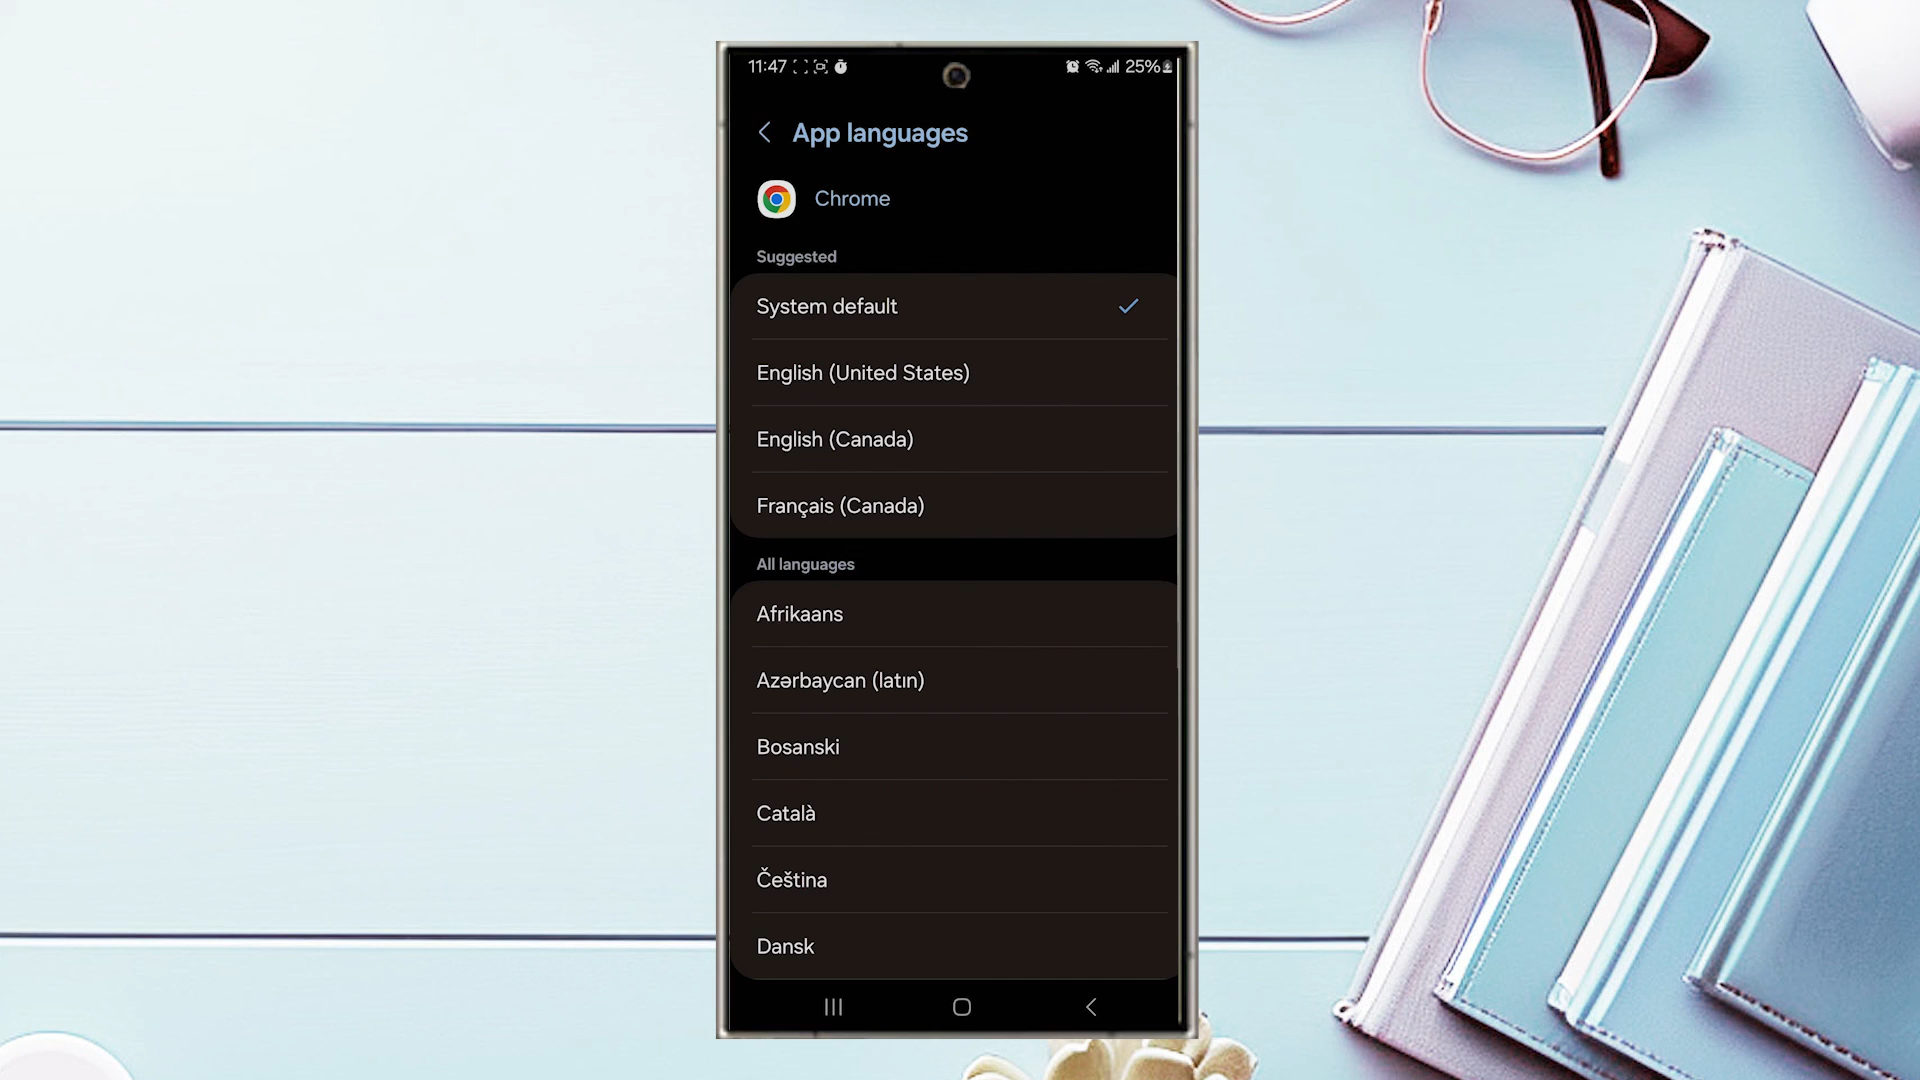 11:47 25%
App languages
Chrome
Suggested
System default
English (United States)
English (Canada)
Français (Canada)
All languages
Afrikaans
Azərbaycan (latın)
Bosanski
Català
Čeština
Dansk